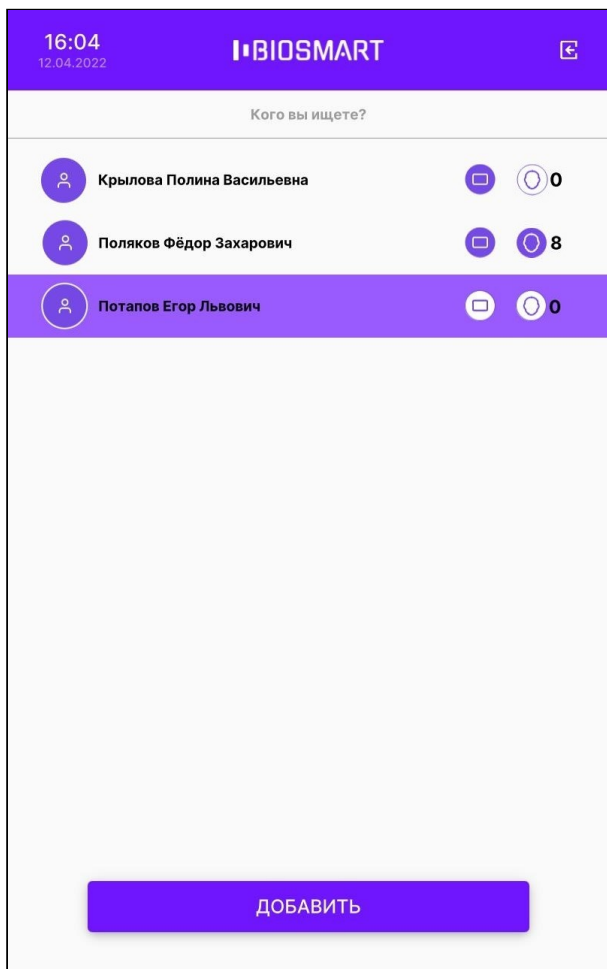 16:04
12.04.2022
BIOSMART
Кого вы ищете?
Крылова Полина Васильевна 0
Поляков Фёдор Захарович 8
Потапов Егор Львович 0
ДОБАВИТЬ